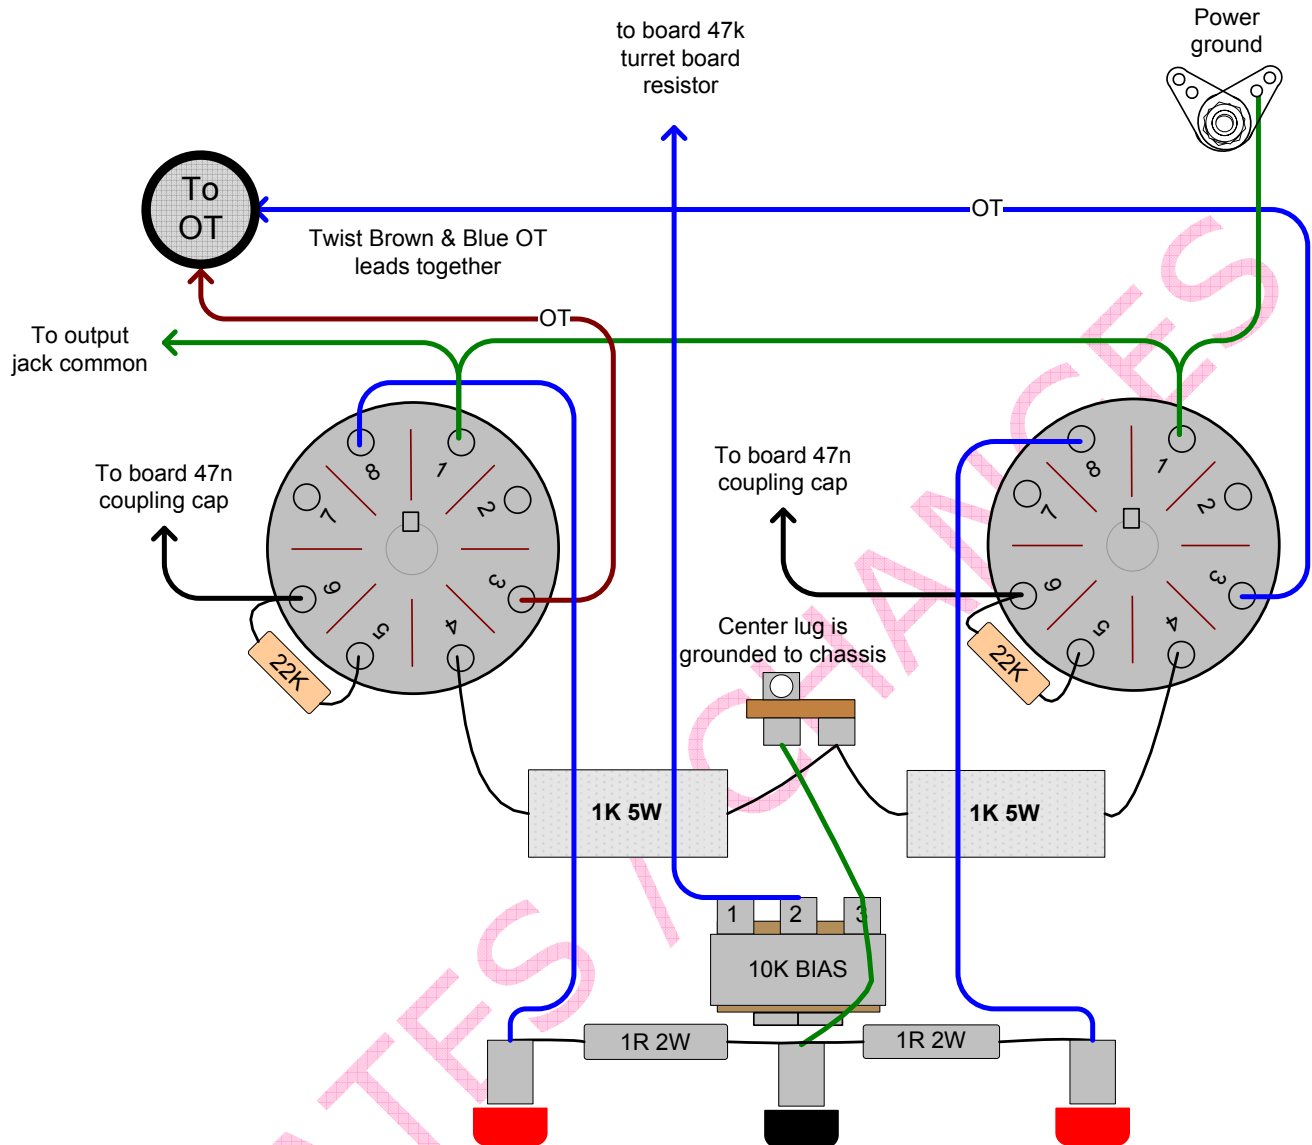 to board 47k
turret board
resistor
Power
ground
To
OT
OT
Twist Brown & Blue OT
leads together
OT
To output
jack common
To board 47n
coupling cap
8
1
7
2
6
3
5
4
22K
To board 47n
coupling cap
8
1
7
2
6
3
5
4
22K
Center lug is
grounded to chassis
1K 5W
1K 5W
1
2
3
10K BIAS
1R 2W
1R 2W
ATES / CHANCES